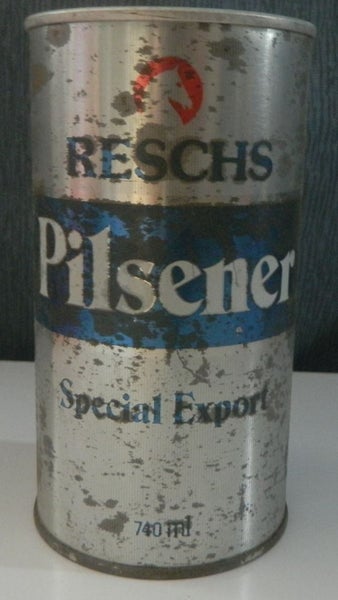 RESCHS
Pilsener
Special Export
740 ml